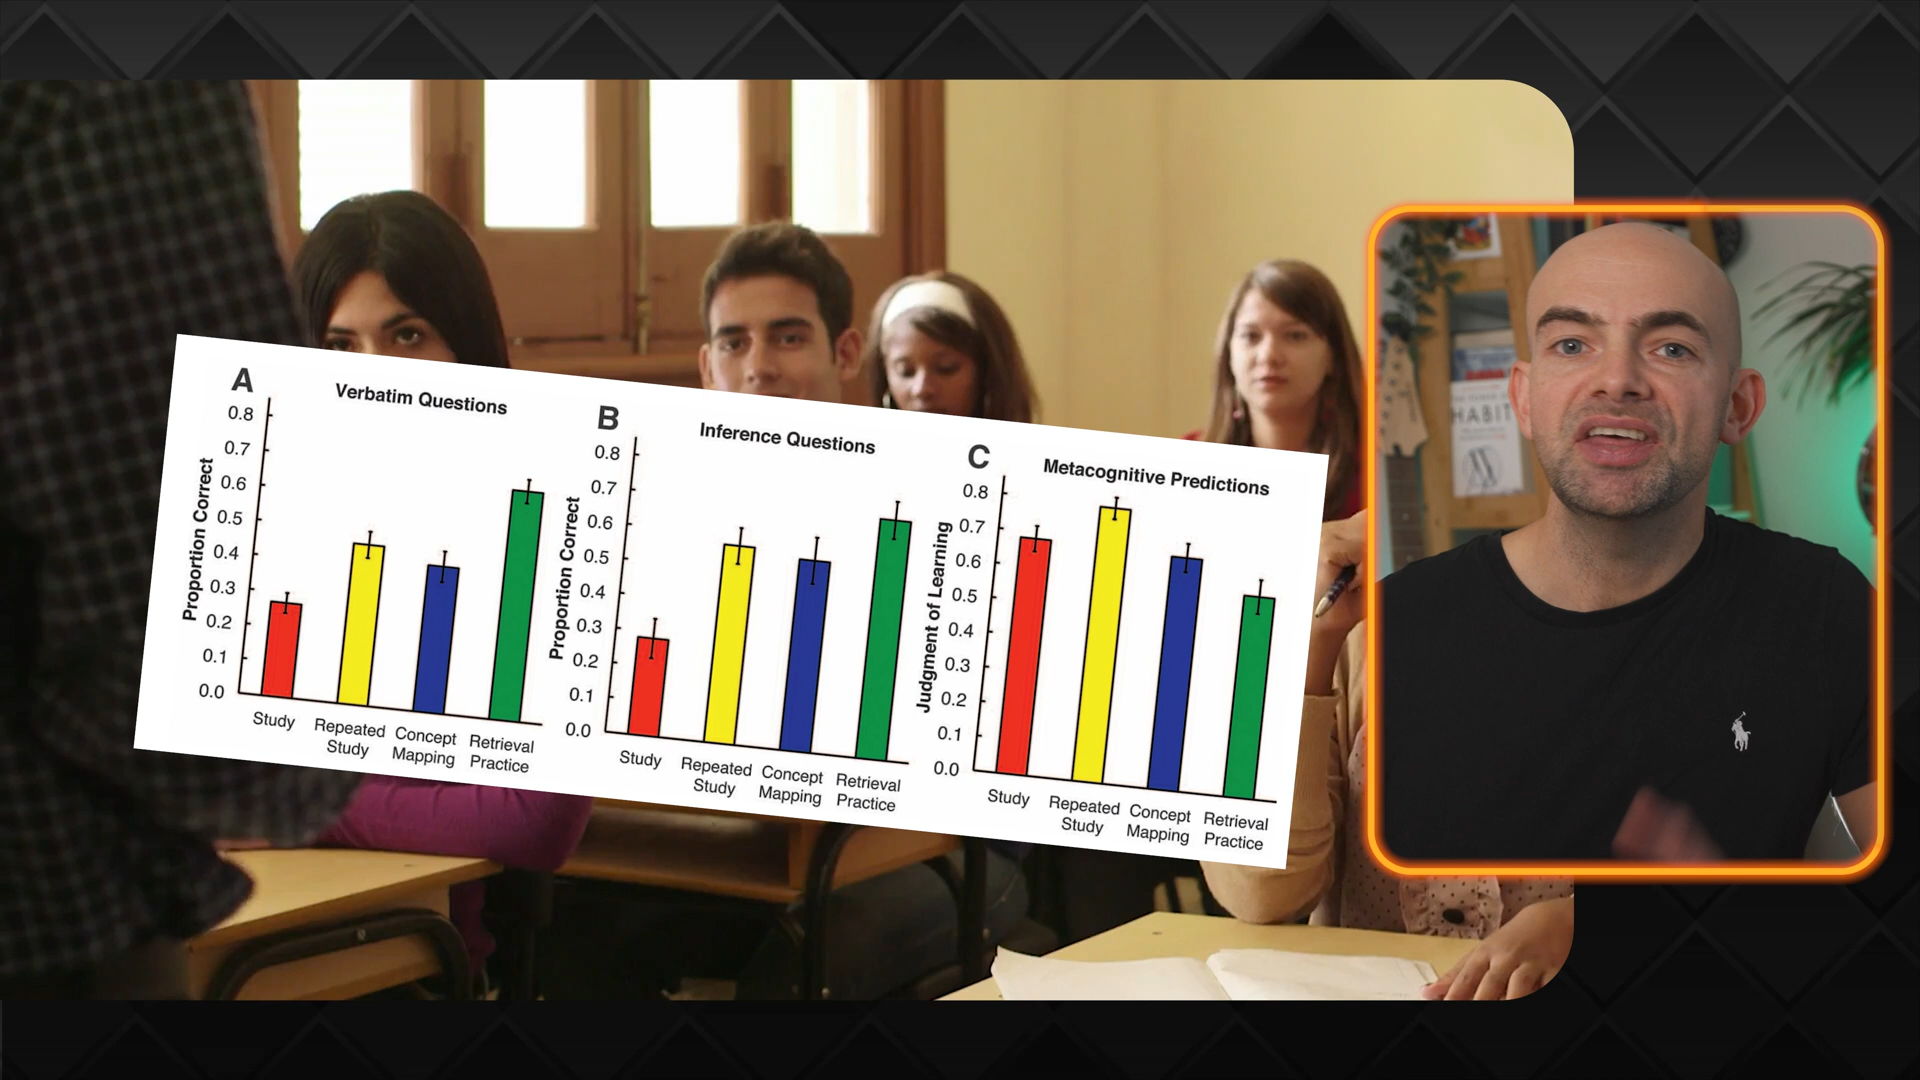 A
Verbatim Questions
Proportion Correct
0.8
0.7
0.6
0.5
0.4
0.3
0.2
0.1
0.0
Study
Repeated
Study
Concept
Mapping
Retrieval
Practice
B
Inference Questions
Proportion Correct
0.8
0.7
0.6
0.5
0.4
0.3
0.2
0.1
0.0
Study
Repeated
Study
Concept
Mapping
Retrieval
Practice
C
Metacognitive Predictions
Judgment of Learning
0.8
0.7
0.6
0.5
0.4
0.3
0.2
0.1
0.0
Study
Repeated
Study
Concept
Mapping
Retrieval
Practice
HABIT